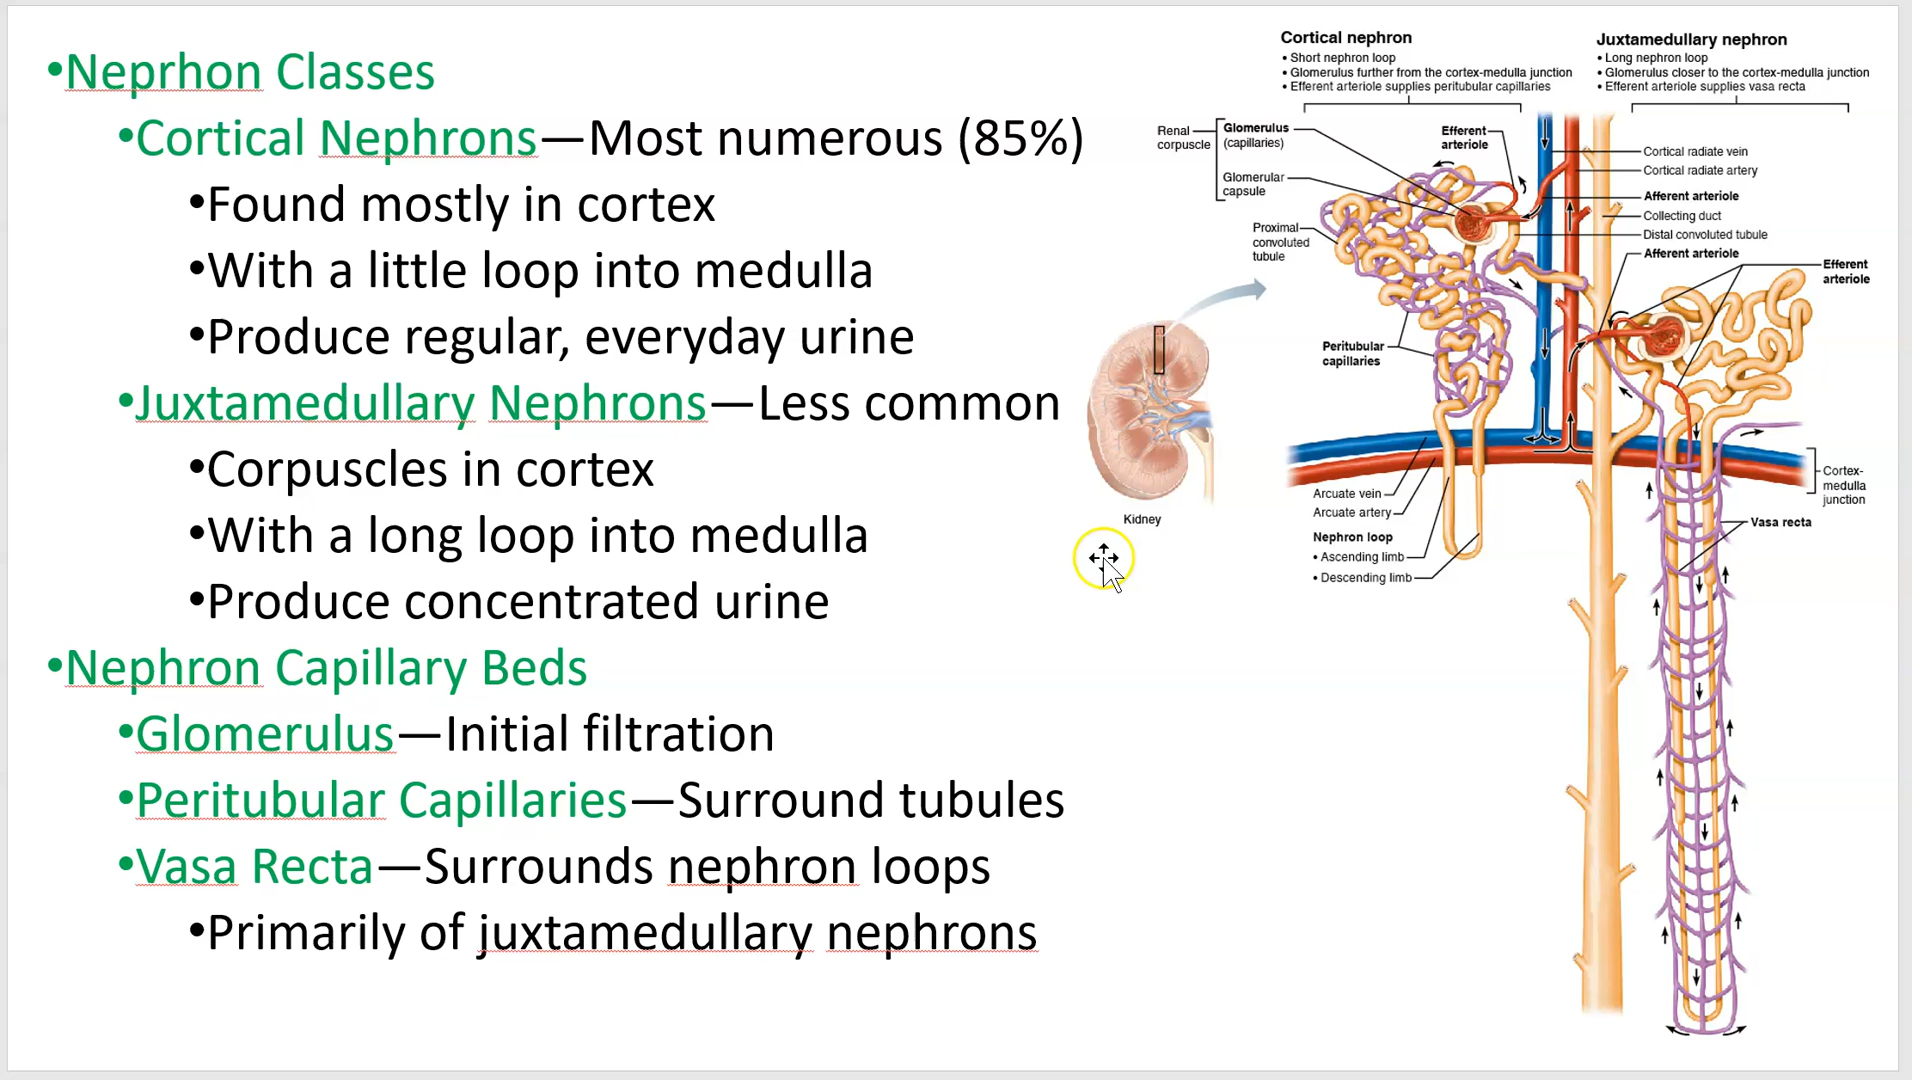 •Neprhon Classes
•Cortical Nephrons—Most numerous (85%)
•Found mostly in cortex
•With a little loop into medulla
•Produce regular, everyday urine
•Juxtamedullary Nephrons—Less common
•Corpuscles in cortex
•With a long loop into medulla
•Produce concentrated urine
•Nephron Capillary Beds
•Glomerulus—Initial filtration
•Peritubular Capillaries—Surround tubules
•Vasa Recta—Surrounds nephron loops
•Primarily of juxtamedullary nephrons
Cortical nephron
• Short nephron loop
• Glomerulus further from the cortex-medulla junction
• Efferent arteriole supplies peritubular capillaries
Juxtamedullary nephron
• Long nephron loop
• Glomerulus closer to the cortex-medulla junction
• Efferent arteriole supplies vasa recta
Renal
corpuscle
Glomerulus
(capillaries)
Glomerular
capsule
Efferent
arteriole
Proximal
convoluted
tubule
Peritubular
capillaries
Cortical radiate vein
Cortical radiate artery
Afferent arteriole
Collecting duct
Distal convoluted tubule
Afferent arteriole
Efferent
arteriole
Kidney
Arcuate vein
Arcuate artery
Nephron loop
• Ascending limb
• Descending limb
Cortex-
medulla
junction
Vasa recta